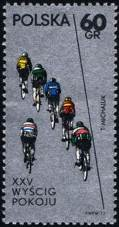 POLSKA 60
GR
T. MICHALUK
XXV
WYŚCIG
POKOJU